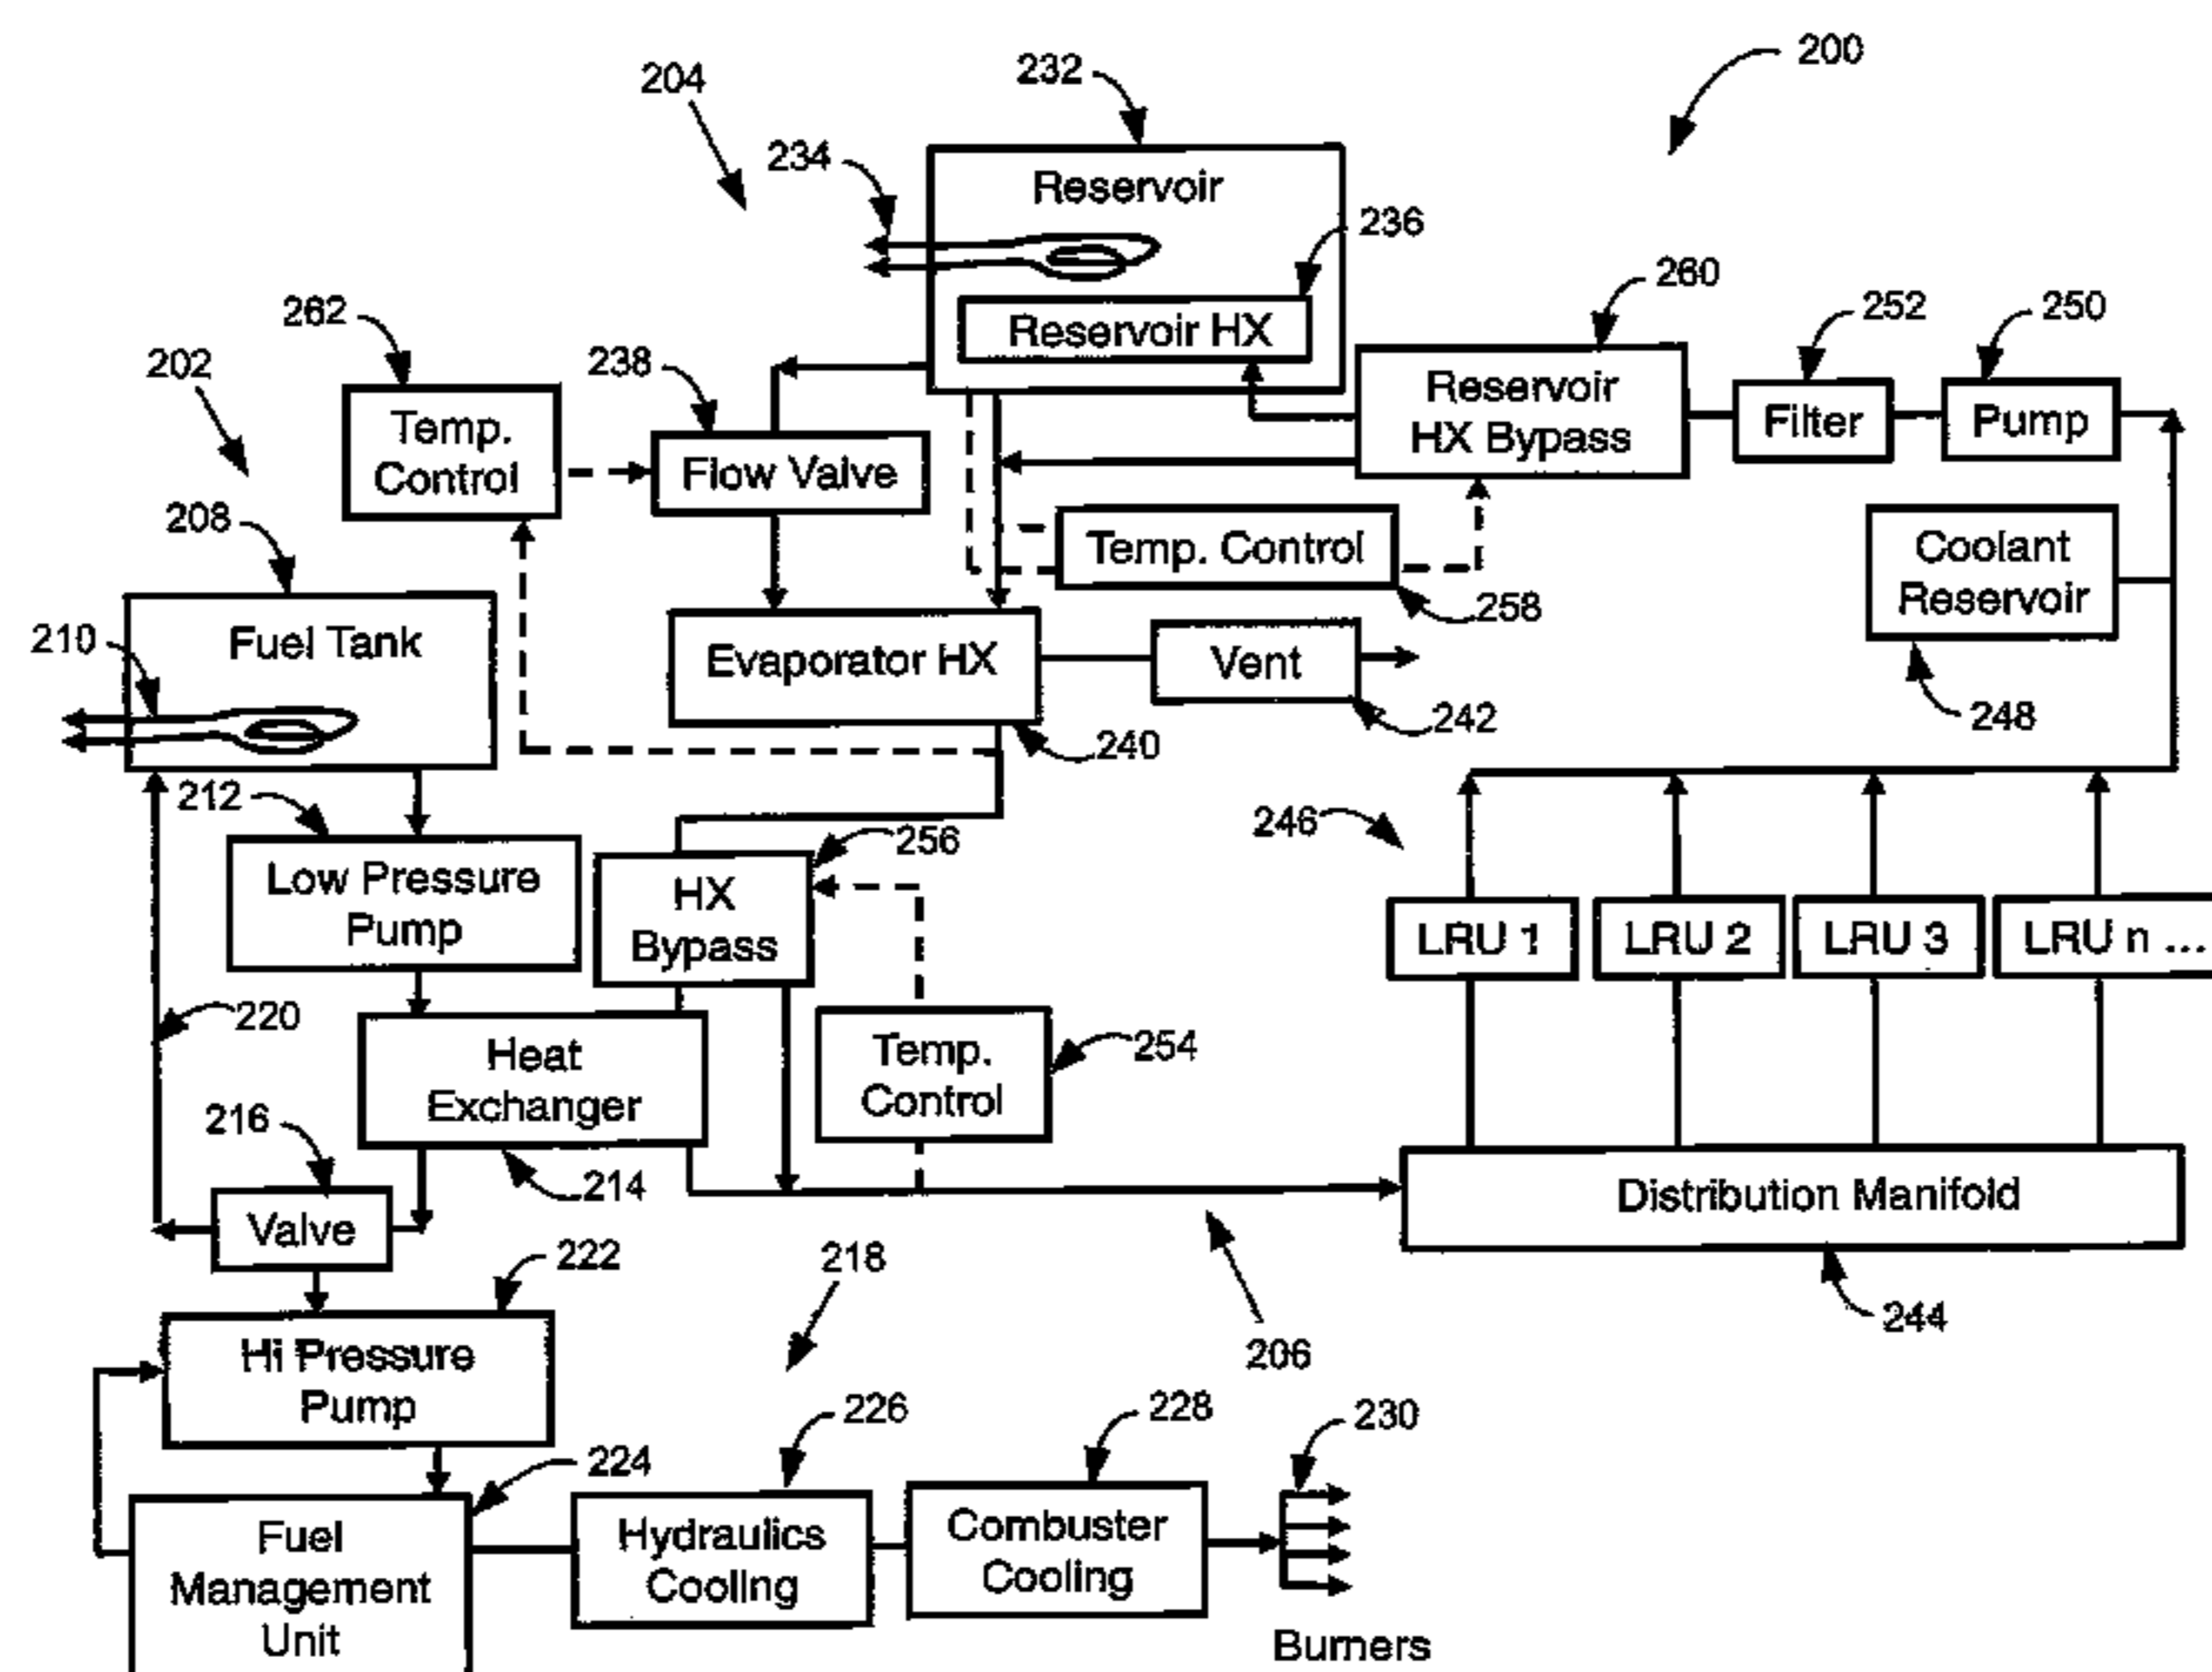 200
204
232
234
Reservoir
236
Reservoir HX
260
252
250
262
238
202
Temp.
Control
Flow Valve
Reservoir
HX Bypass
Filter
Pump
208
Temp. Control
258
Coolant
Reservoir
248
210
Fuel Tank
Evaporator HX
Vent
242
240
212
Low Pressure
Pump
256
HX
Bypass
246
LRU 1
LRU 2
LRU 3
LRU n ...
220
Heat
Exchanger
Temp.
Control
254
216
214
Valve
Distribution Manifold
222
218
244
206
Hi Pressure
Pump
226
228
230
224
Fuel
Management
Unit
Hydraulics
Cooling
Combuster
Cooling
Burners